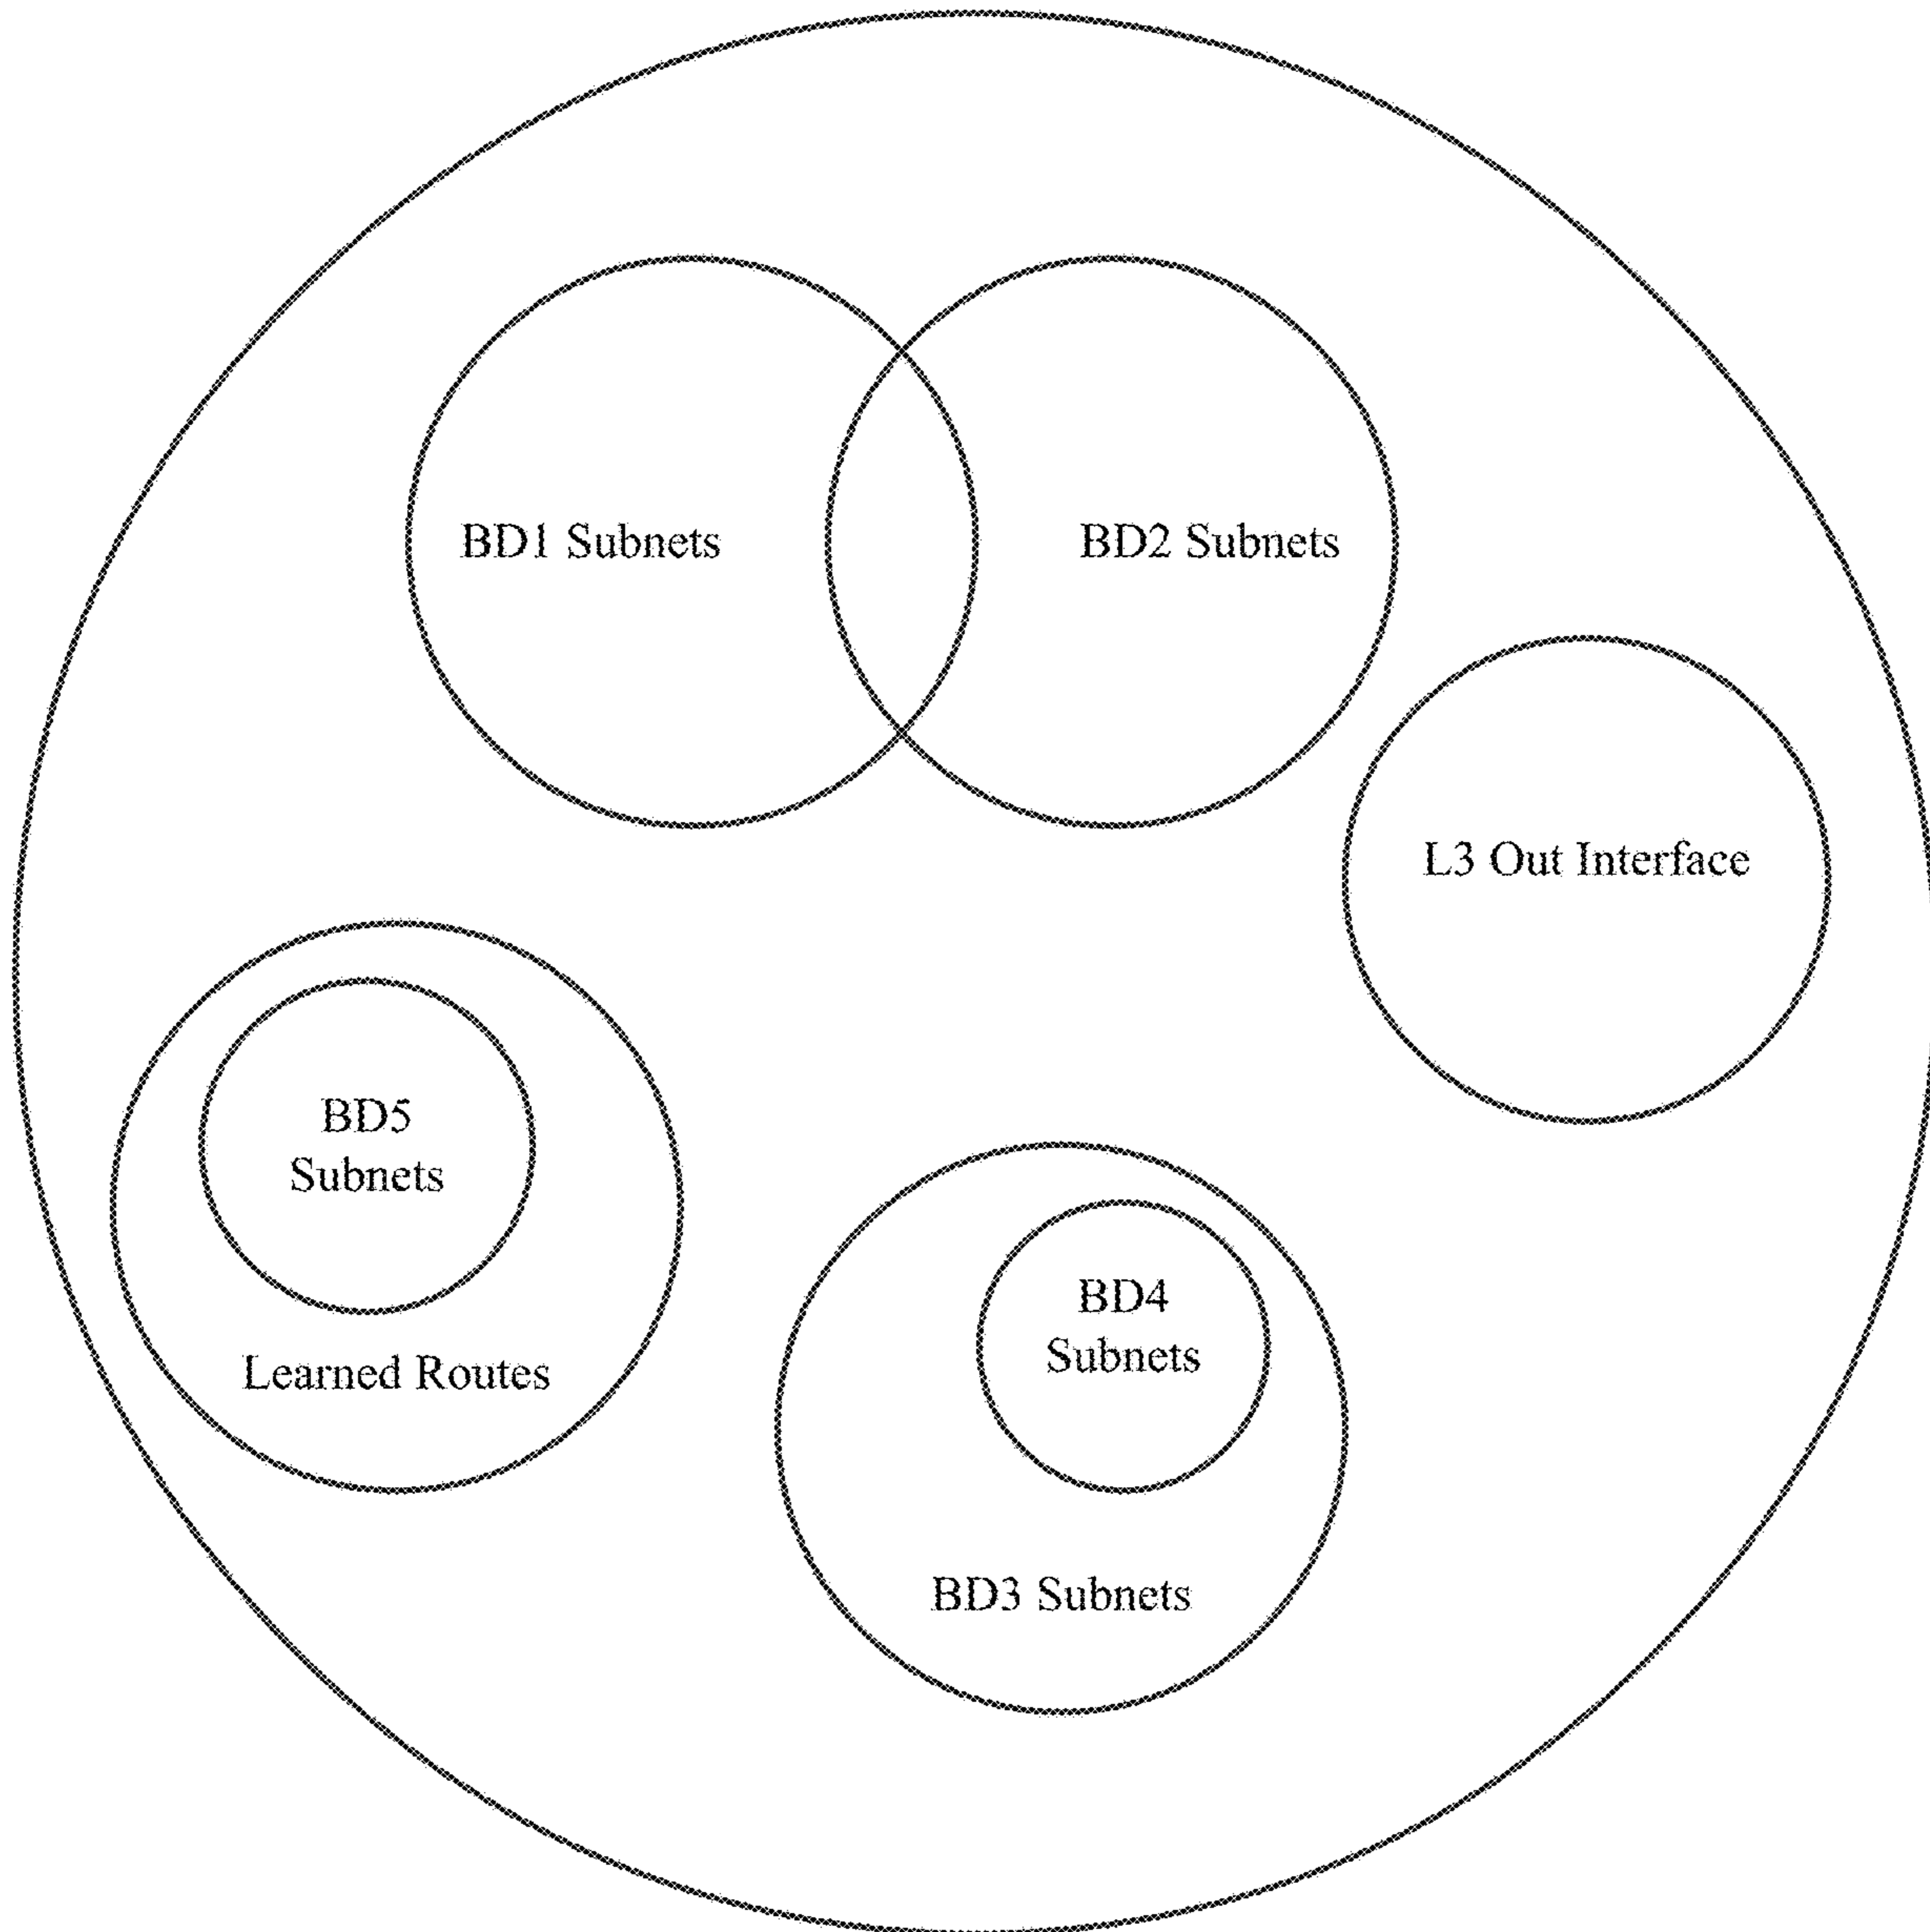 BD1 Subnets
BD2 Subnets
L3 Out Interface
BD5
Subnets
Learned Routes
BD4
Subnets
BD3 Subnets